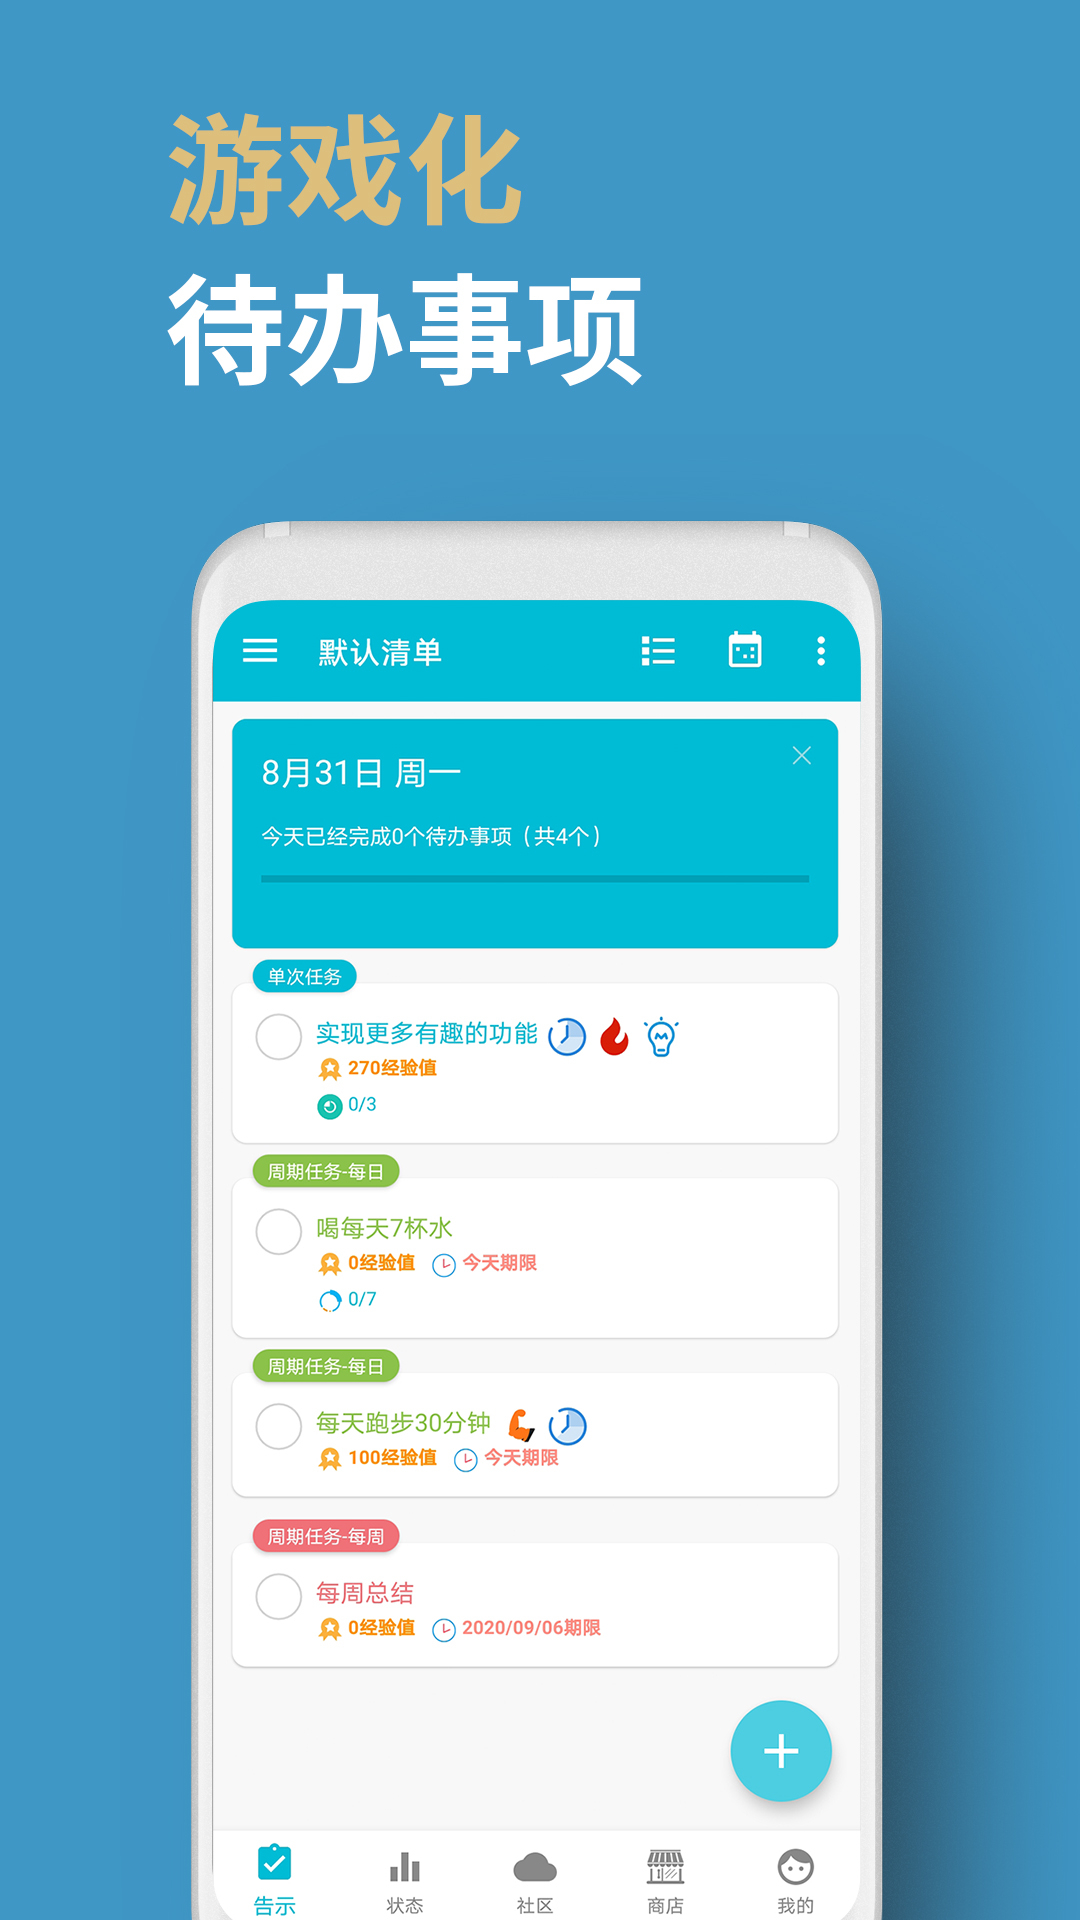 游戏化
待办事项
默认清单
8月31日 周一
今天已经完成0个待办事项（共4个）
单次任务
实现更多有趣的功能
270经验值
0/3
周期任务-每日
喝每天7杯水
0经验值 今天期限
0/7
周期任务-每日
每天跑步30分钟
100经验值 今天期限
周期任务-每周
每周总结
0经验值 2020/09/06期限
告示 状态 社区 商店 我的